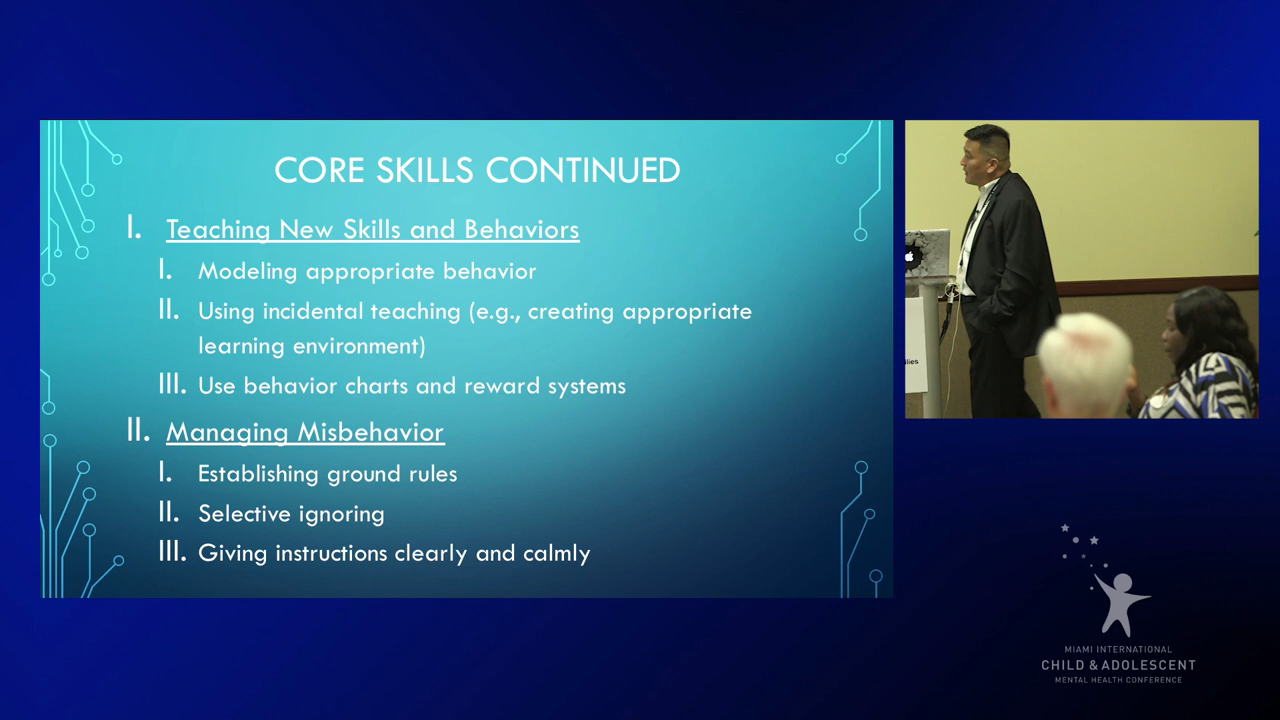 CORE SKILLS CONTINUED
I. Teaching New Skills and Behaviors
I. Modeling appropriate behavior
II. Using incidental teaching (e.g., creating appropriate
learning environment)
III. Use behavior charts and reward systems
II. Managing Misbehavior
I. Establishing ground rules
II. Selective ignoring
III. Giving instructions clearly and calmly
MIAMI INTERNATIONAL
CHILD & ADOLESCENT
MENTAL HEALTH CONFERENCE